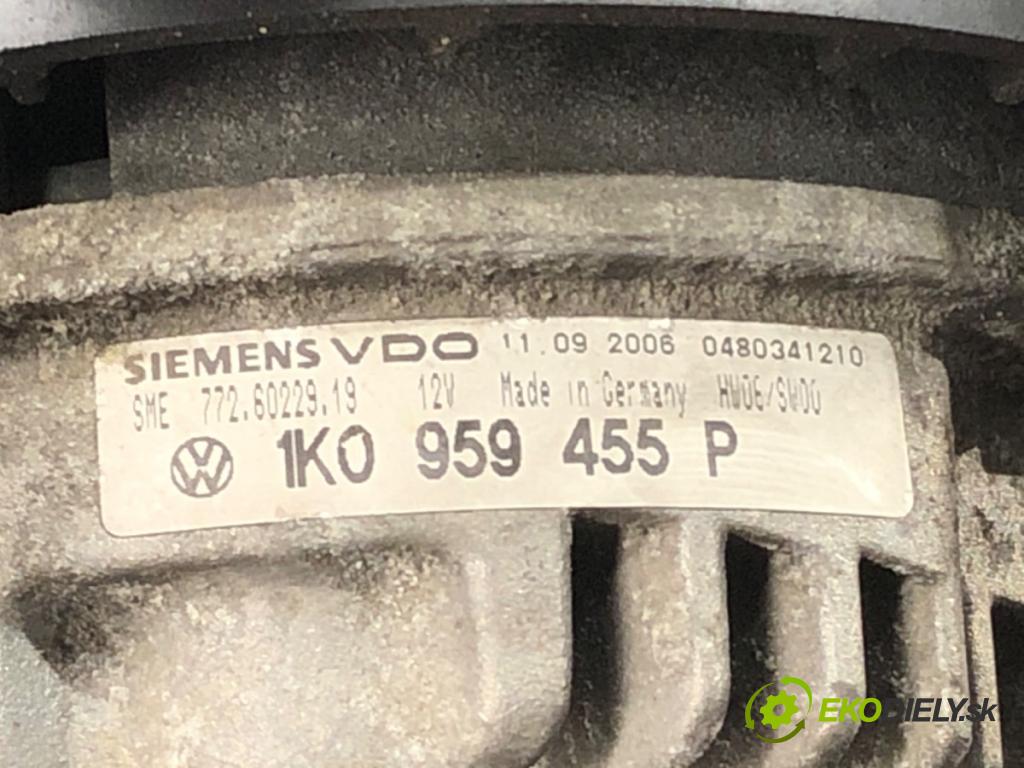 SIEMENS VDO 11.09 2006 0480341210
SME 772.60229.19 12V Made in Germany HW06/SW00
VW 1K0 959 455 P
EKODIELY.sk